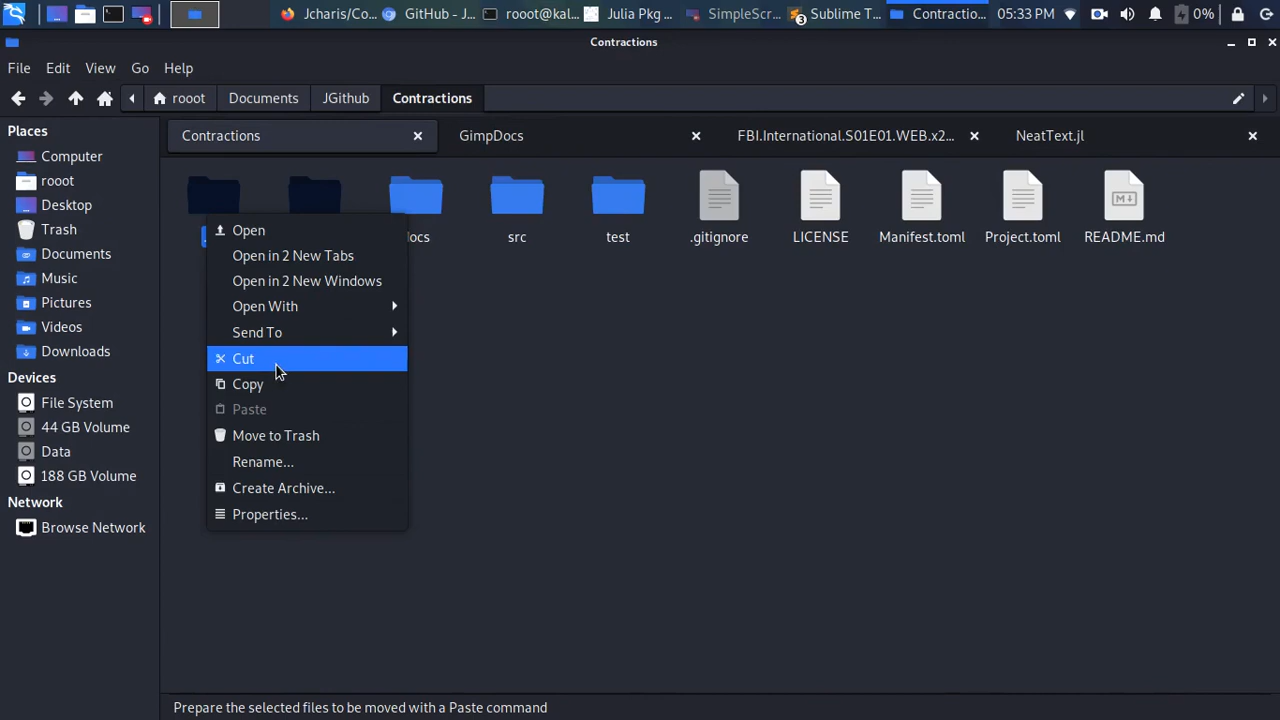 Jcharis/Co...
GitHub - J...
rooot@kal...
Julia Pkg ...
SimpleScr...
3
Sublime T...
Contractio...
05:33 PM
0%
Contractions
File
Edit
View
Go
Help
rooot
Documents
JGithub
Contractions
Places
Computer
rooot
Desktop
Trash
Documents
Music
Pictures
Videos
Downloads
Devices
File System
44 GB Volume
Data
188 GB Volume
Network
Browse Network
Contractions
GimpDocs
FBI.International.S01E01.WEB.x2...
NeatText.jl
src
test
.gitignore
LICENSE
Manifest.toml
Project.toml
README.md
Open
Open in 2 New Tabs
Open in 2 New Windows
Open With
Send To
Cut
Copy
Paste
Move to Trash
Rename...
Create Archive...
Properties...
Prepare the selected files to be moved with a Paste command